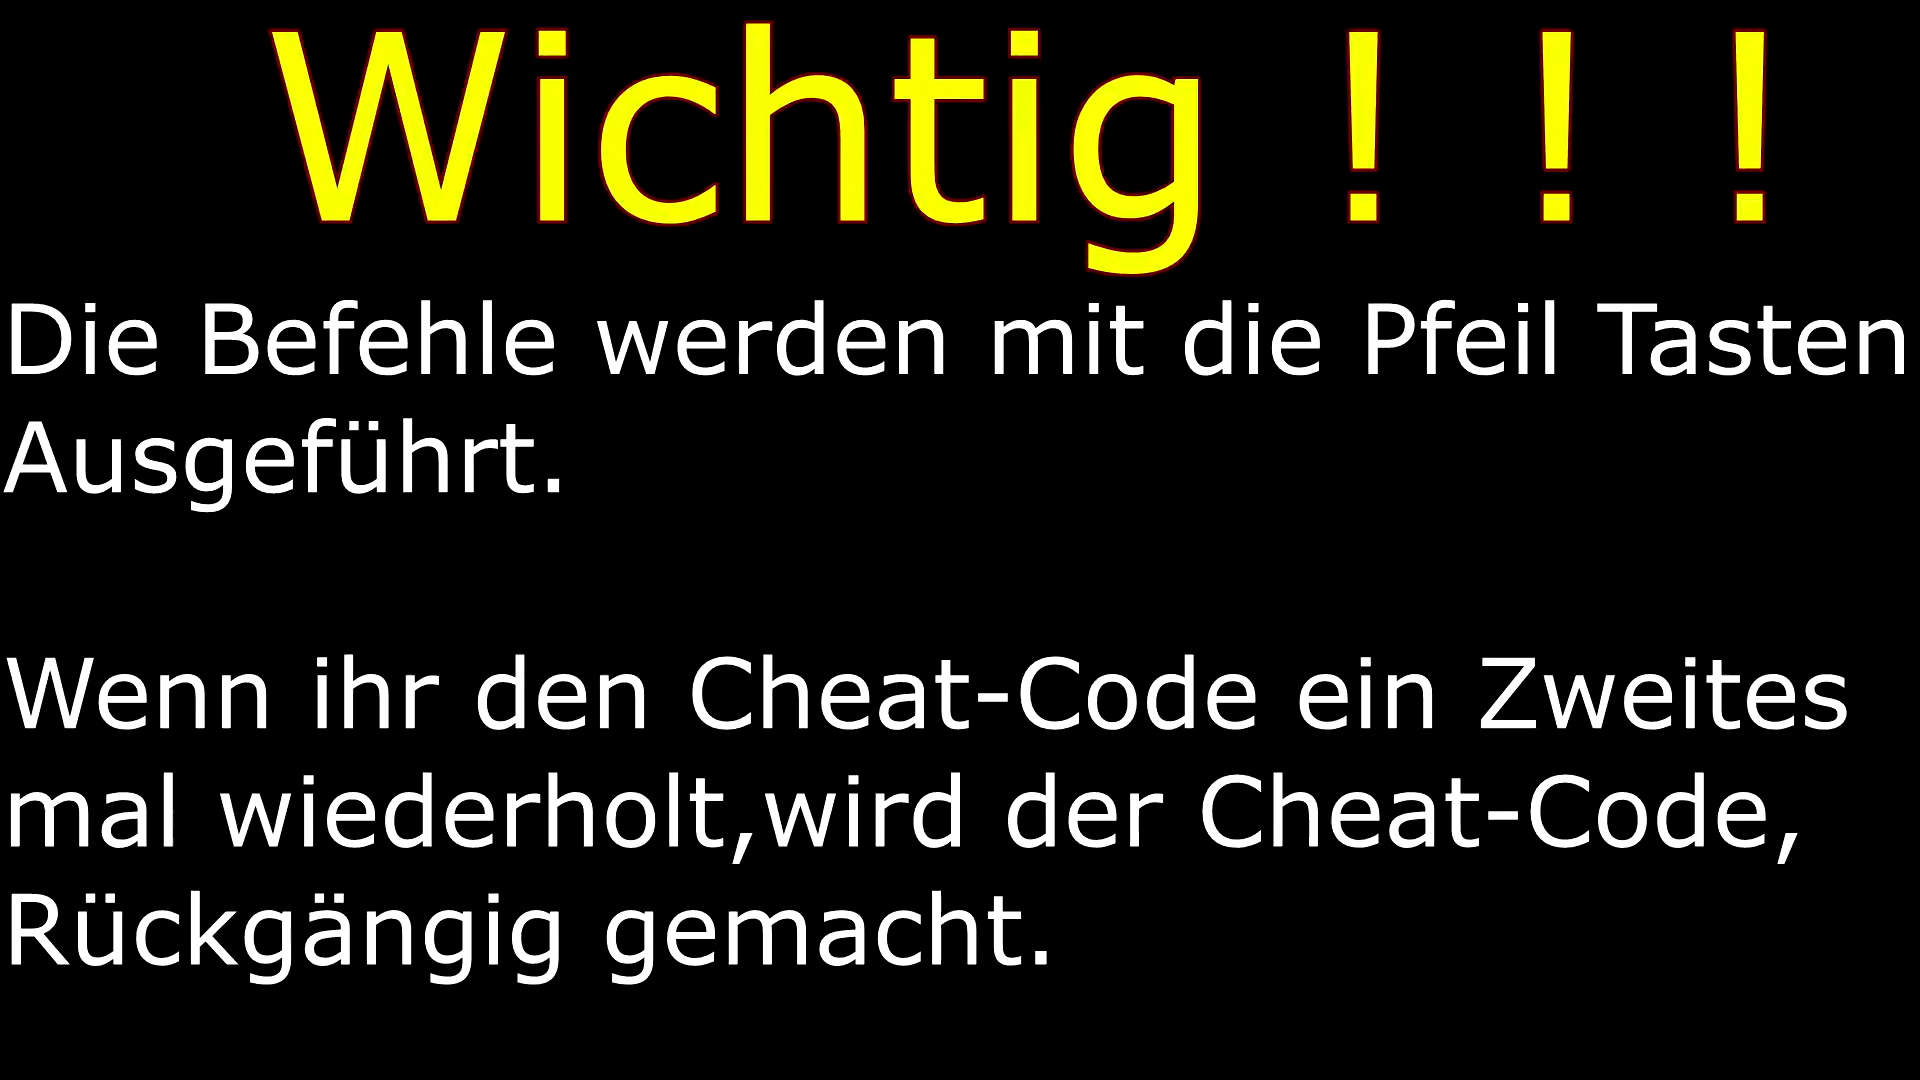 Wichtig ! ! !
Die Befehle werden mit die Pfeil Tasten
Ausgeführt.
Wenn ihr den Cheat-Code ein Zweites
mal wiederholt,wird der Cheat-Code,
Rückgängig gemacht.